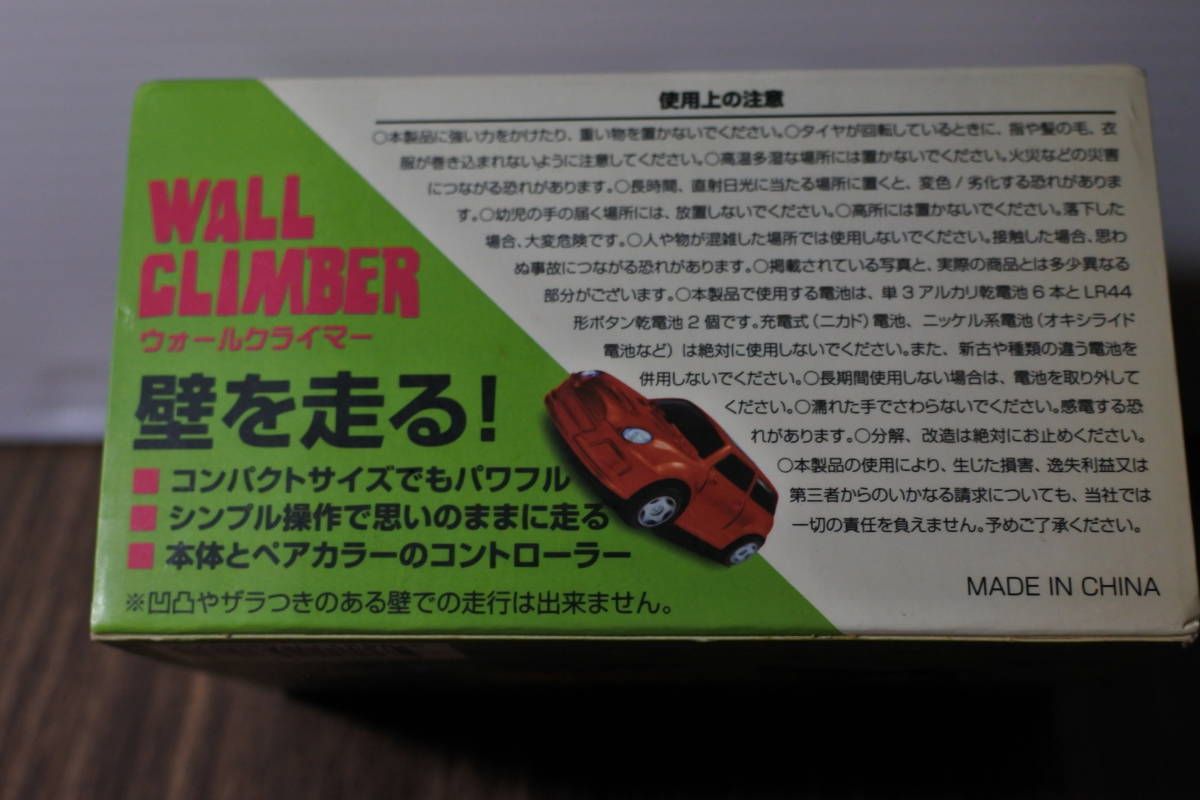 WALL
CLIMBER
ウォールクライマー
壁を走る!
■ コンパクトサイズでもパワフル
■ シンプル操作で思いのままに走る
■ 本体とペアカラーのコントローラー
※凹凸やザラつきのある壁での走行は出来ません。
使用上の注意
○本製品に強い力をかけたり、重い物を置かないでください。○タイヤが回転しているときに、指や髪の毛、衣
服が巻き込まれないように注意してください。○高温多湿な場所には置かないでください。火災などの災害
につながる恐れがあります。○長時間、直射日光に当たる場所に置くと、変色/劣化する恐れがありま
す。○幼児の手の届く場所には、放置しないでください。○高所には置かないでください。落下した
場合、大変危険です。○人や物が混雑した場所では使用しないでください。接触した場合、思わ
ぬ事故につながる恐れがあります。○掲載されている写真と、実際の商品とは多少異なる
部分がございます。○本製品で使用する電池は、単3アルカリ乾電池6本とLR44
形ボタン乾電池2個です。充電式(ニカド)電池、ニッケル系電池(オキシライド
電池など)は絶対に使用しないでください。また、新古や種類の違う電池を
併用しないでください。○長期間使用しない場合は、電池を取り外して
ください。○濡れた手でさわらないでください。感電する恐
れがあります。○分解、改造は絶対にお止めください。
○本製品の使用により、生じた損害、逸失利益又は
第三者からのいかなる請求についても、当社では
一切の責任を負えません。予めご了承ください。
MADE IN CHINA